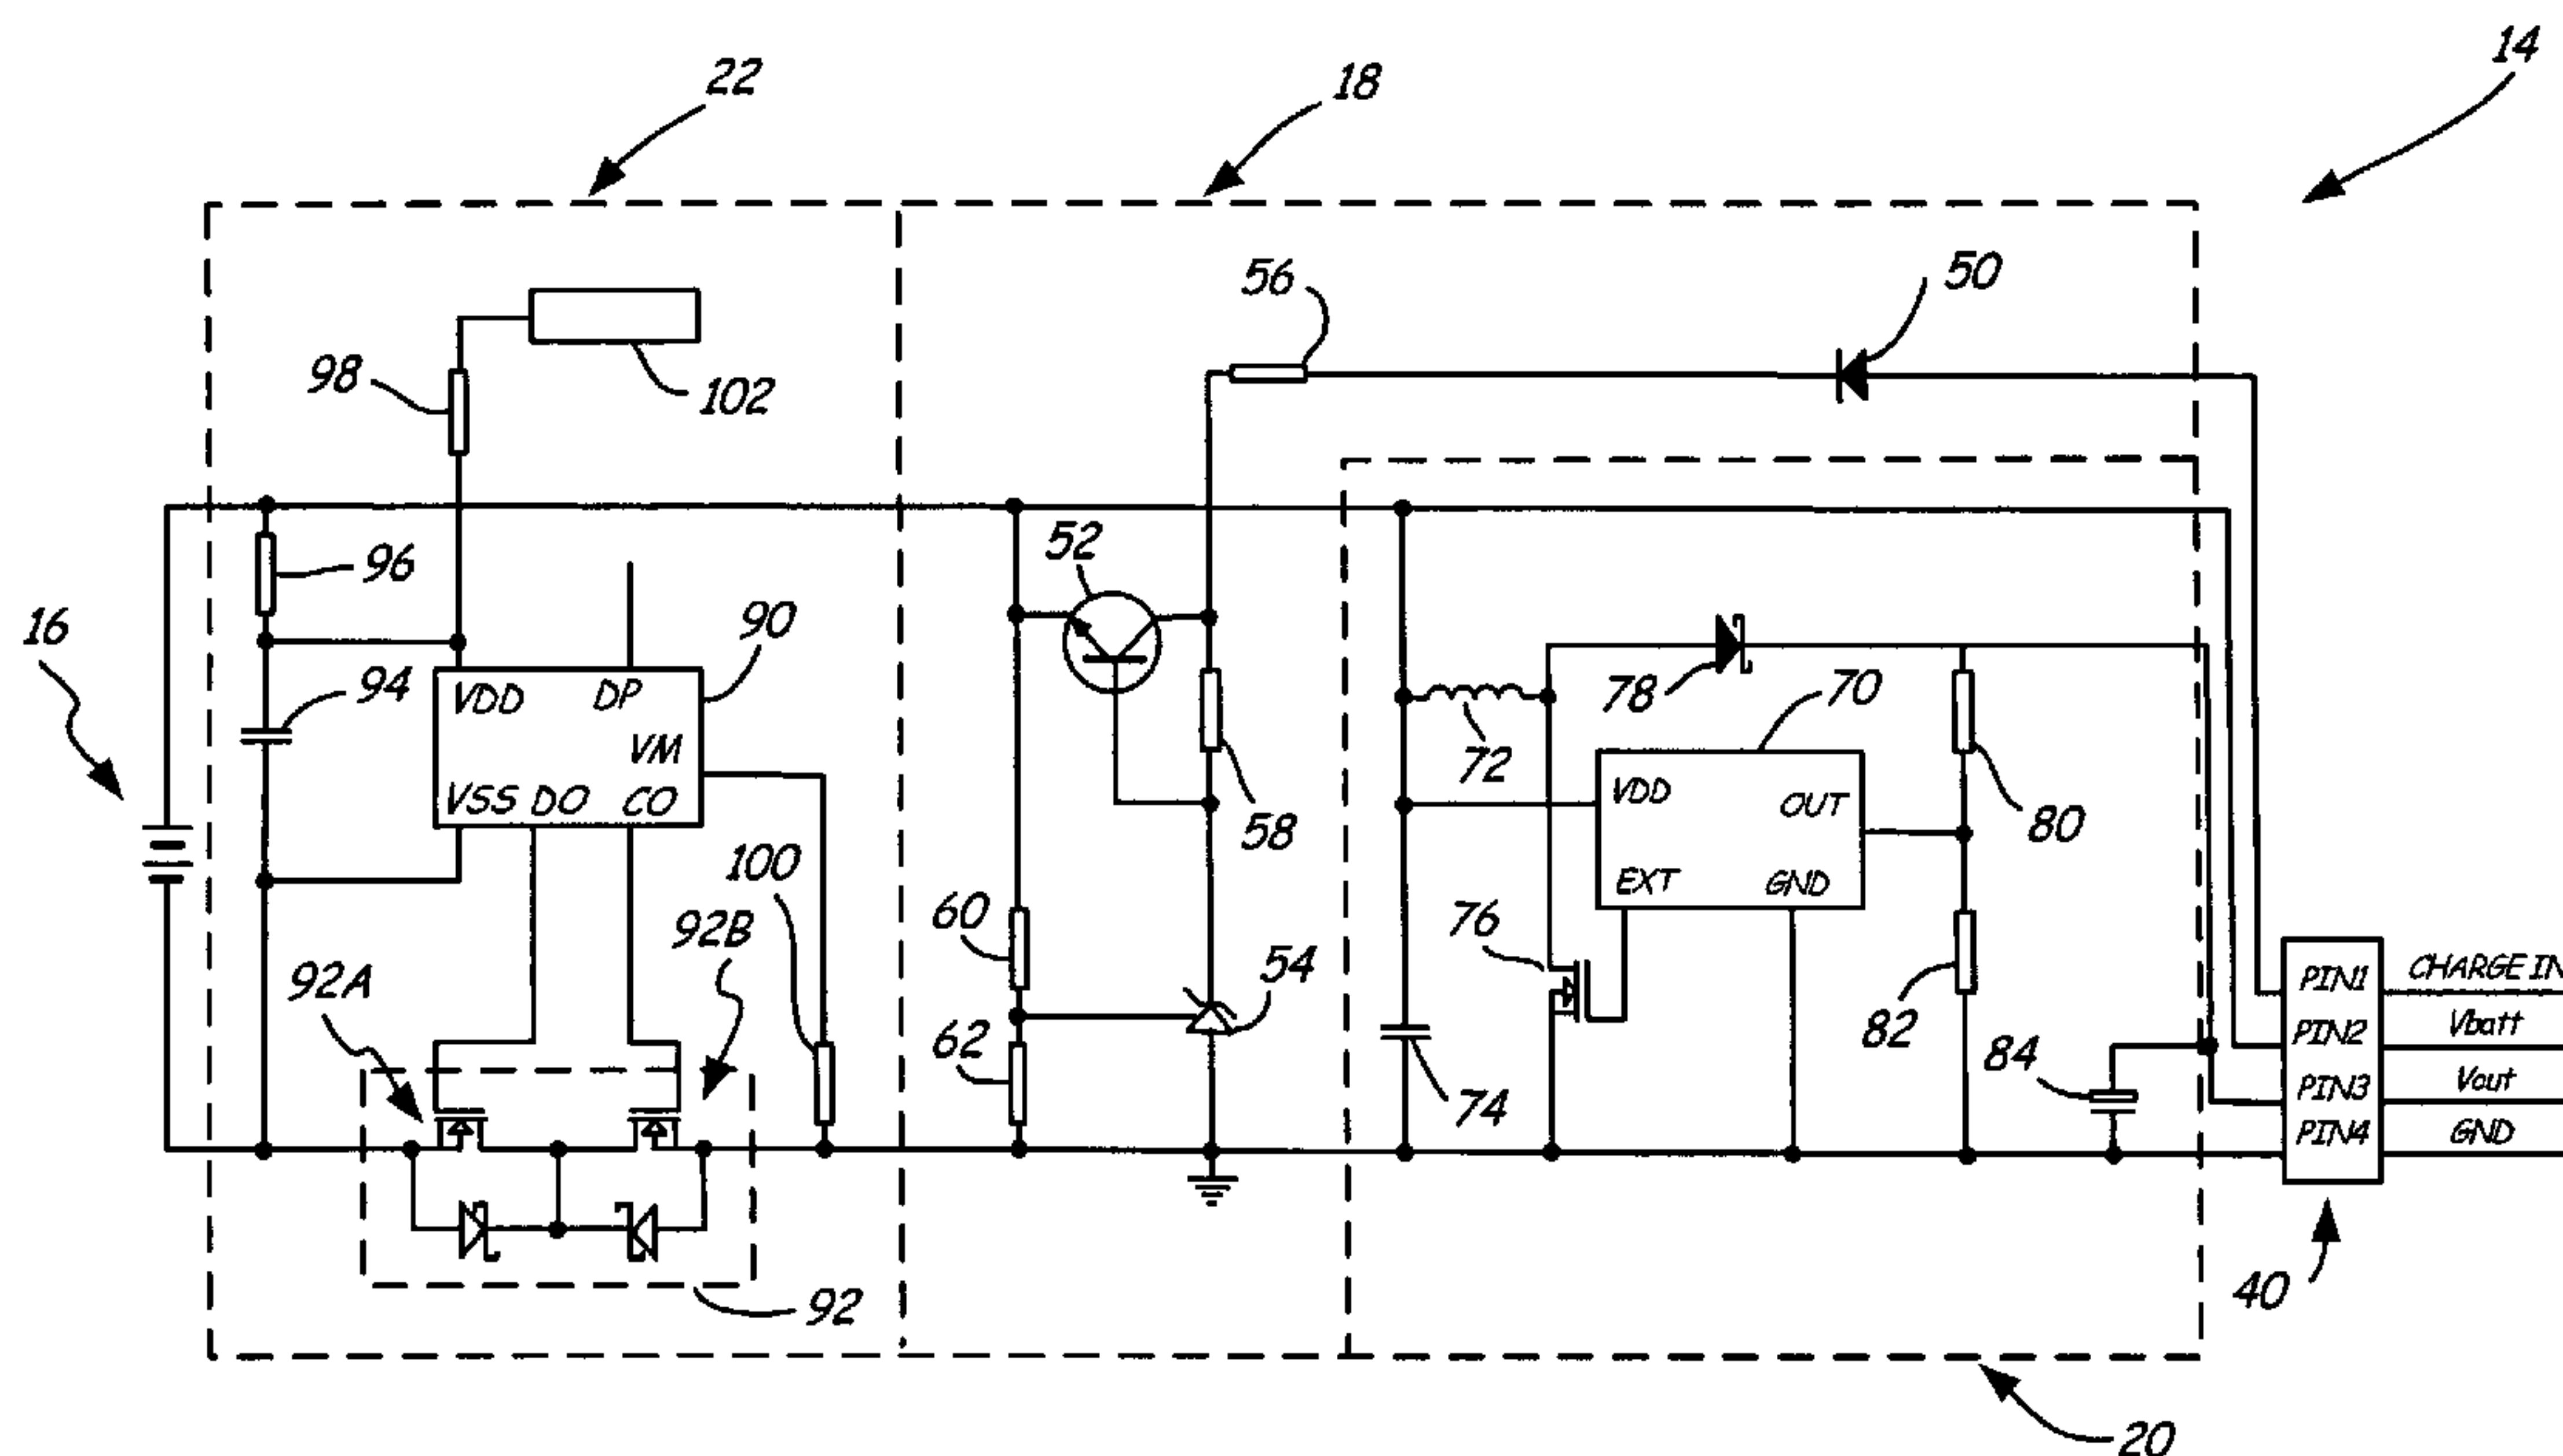 22
18
14
56
50
98
102
52
96
16
90
94
VDD DP
VM
VSS DO CO
78
70
72
VDD
OUT
EXT GND
58
80
100
92B
92A
60
76
54
62
82
74
84
PIN1 CHARGE IN
PIN2 Vbatt
PIN3 Vout
PIN4 GND
92
40
20